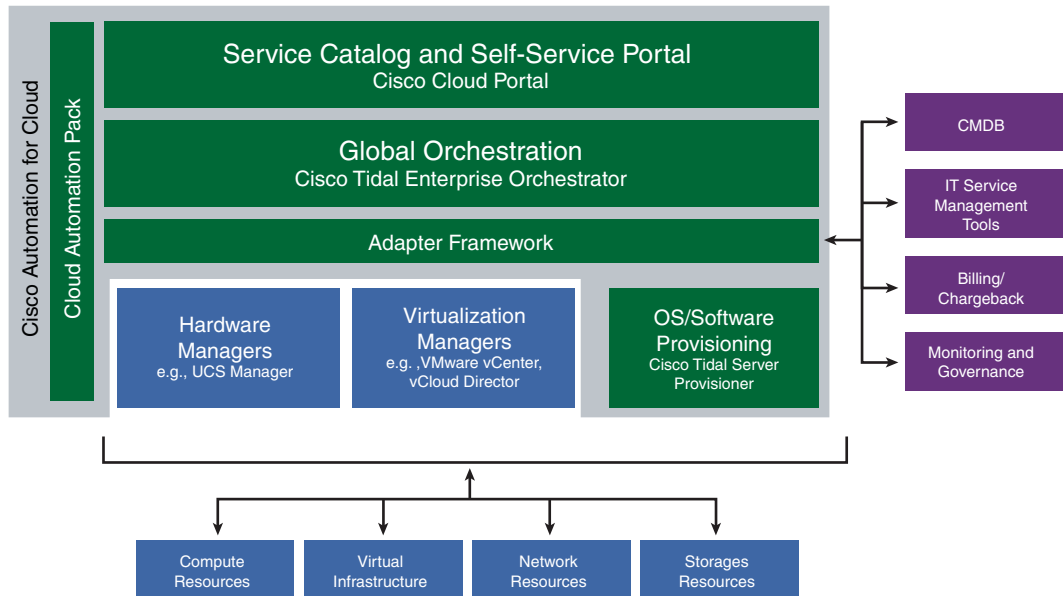 Cisco Automation for Cloud
Cloud Automation Pack
Service Catalog and Self-Service Portal
Cisco Cloud Portal
Global Orchestration
Cisco Tidal Enterprise Orchestrator
Adapter Framework
Hardware
Managers
e.g., UCS Manager
Virtualization
Managers
e.g. ,VMware vCenter,
vCloud Director
OS/Software
Provisioning
Cisco Tidal Server
Provisioner
CMDB
IT Service
Management
Tools
Billing/
Chargeback
Monitoring and
Governance
Compute
Resources
Virtual
Infrastructure
Network
Resources
Storages
Resources